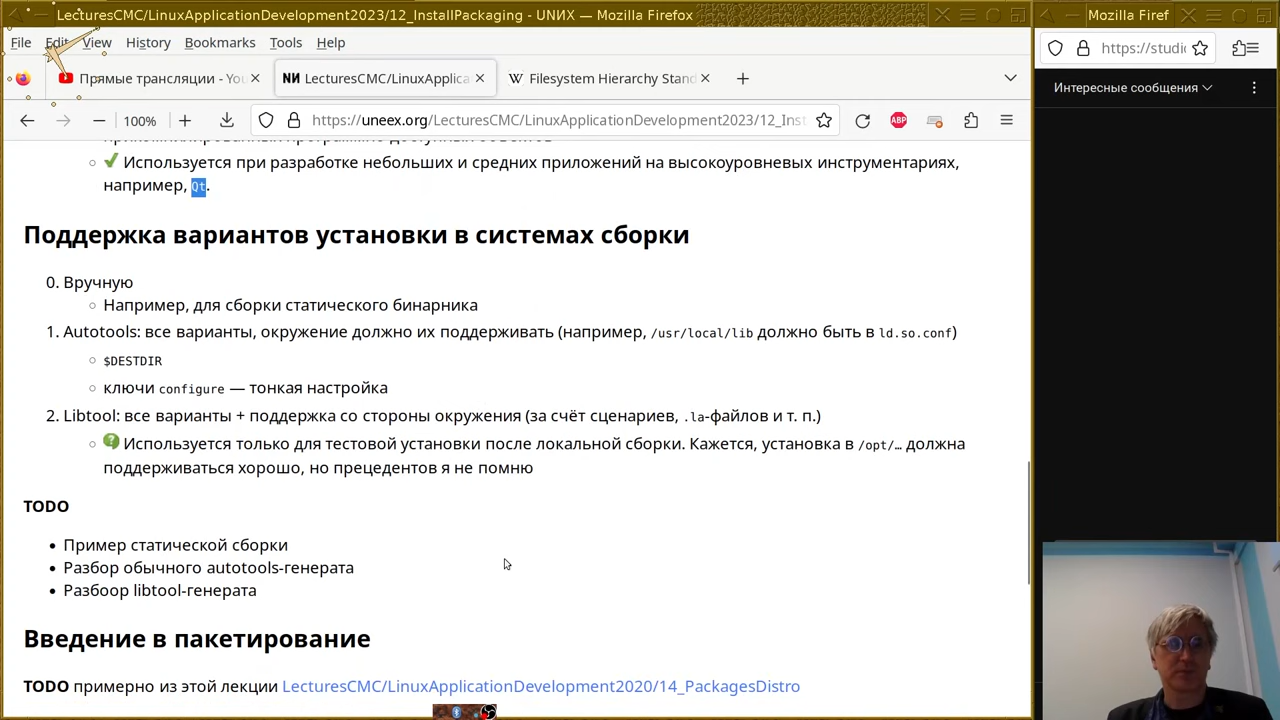 LecturesCMC/LinuxApplicationDevelopment2023/12_InstallPackaging - UNИX — Mozilla Firefox
Mozilla Firef
File Edit View History Bookmarks Tools Help
https://studi
Прямые трансляции - You
ИИ LecturesCMC/LinuxApplica
W Filesystem Hierarchy Stand
100%
https://uneex.org/LecturesCMC/LinuxApplicationDevelopment2023/12_Inst
ABP
Интересные сообщения
Используется при разработке небольших и средних приложений на высокоуровневых инструментариях,
например, Qt.
Поддержка вариантов установки в системах сборки
0. Вручную
Например, для сборки статического бинарника
1. Autotools: все варианты, окружение должно их поддерживать (например, /usr/local/lib должно быть в ld.so.conf)
$DESTDIR
ключи configure — тонкая настройка
2. Libtool: все варианты + поддержка со стороны окружения (за счёт сценариев, .la-файлов и т. п.)
Используется только для тестовой установки после локальной сборки. Кажется, установка в /opt/… должна
поддерживаться хорошо, но прецедентов я не помню
TODO
Пример статической сборки
Разбор обычного autotools-генерата
Разбоор libtool-генерата
Введение в пакетирование
TODO примерно из этой лекции LecturesCMC/LinuxApplicationDevelopment2020/14_PackagesDistro